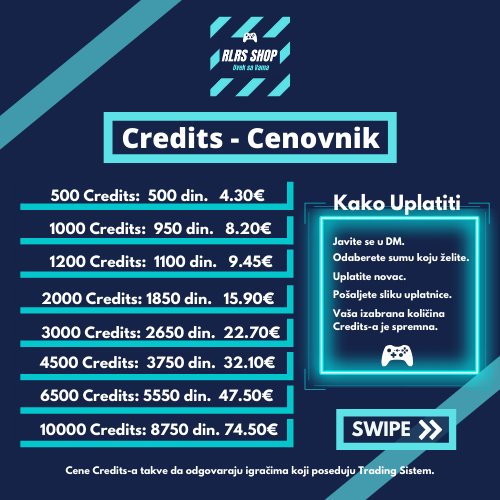 RLRS SHOP
Uvek sa Vama
Credits - Cenovnik
500 Credits: 500 din. 4.30€
1000 Credits: 950 din. 8.20€
1200 Credits: 1100 din. 9.45€
2000 Credits: 1850 din. 15.90€
3000 Credits: 2650 din. 22.70€
4500 Credits: 3750 din. 32.10€
6500 Credits: 5550 din. 47.50€
10000 Credits: 8750 din. 74.50€
Kako Uplatiti
Javite se u DM.
Odaberete sumu koju želite.
Uplatite novac.
Pošaljete sliku uplatnice.
Vaša izabrana količina
Credits-a je spremna.
SWIPE
Cene Credits-a takve da odgovaraju igračima koji poseduju Trading Sistem.